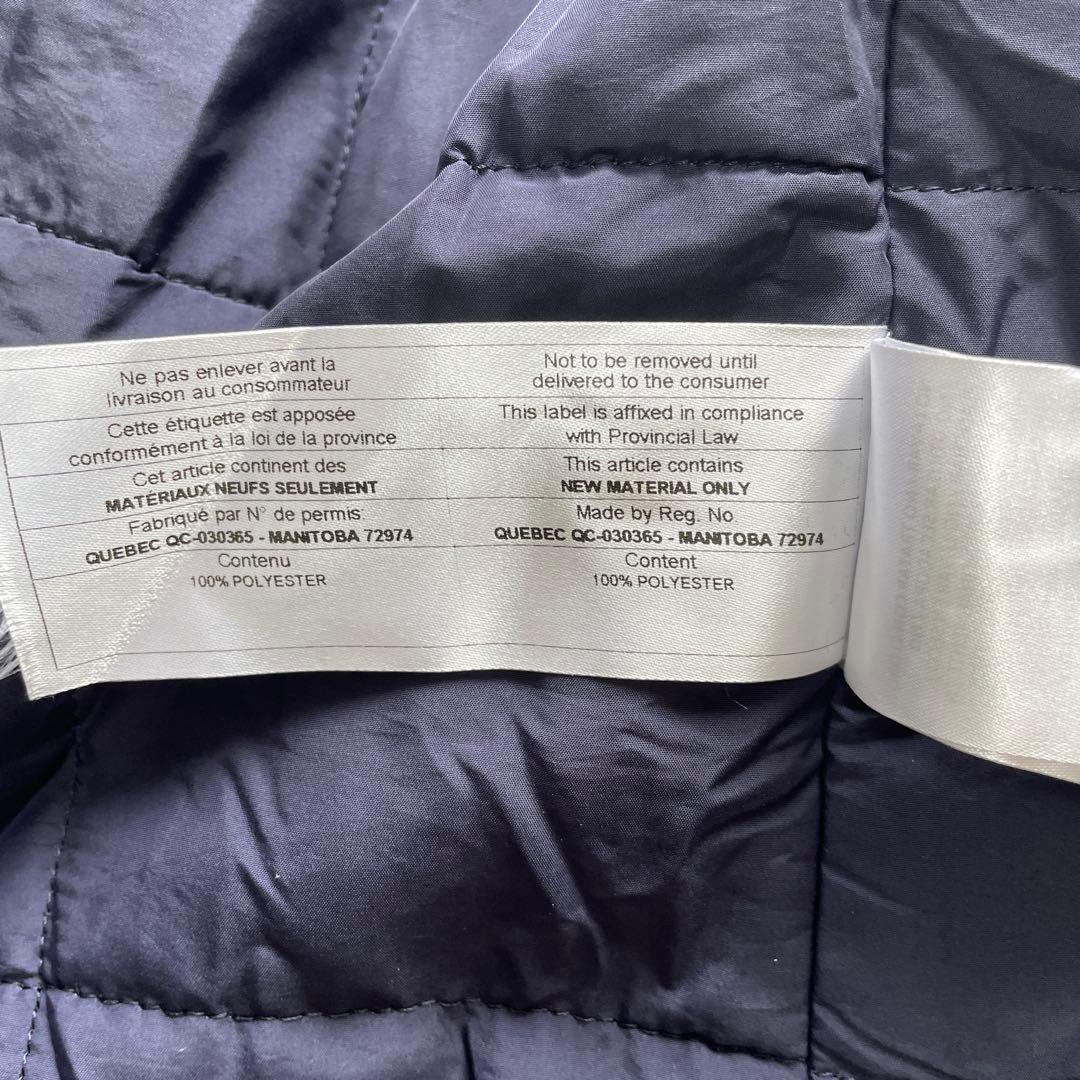 Ne pas enlever avant la
livraison au consommateur
Cette étiquette est apposée
conformément à la loi de la province
Cet article continent des
MATÉRIAUX NEUFS SEULEMENT
Fabriqué par N° de permis:
QUEBEC QC-030365 - MANITOBA 72974
Contenu
100% POLYESTER
Not to be removed until
delivered to the consumer
This label is affixed in compliance
with Provincial Law
This article contains
NEW MATERIAL ONLY
Made by Reg. No
QUEBEC QC-030365 - MANITOBA 72974
Content
100% POLYESTER